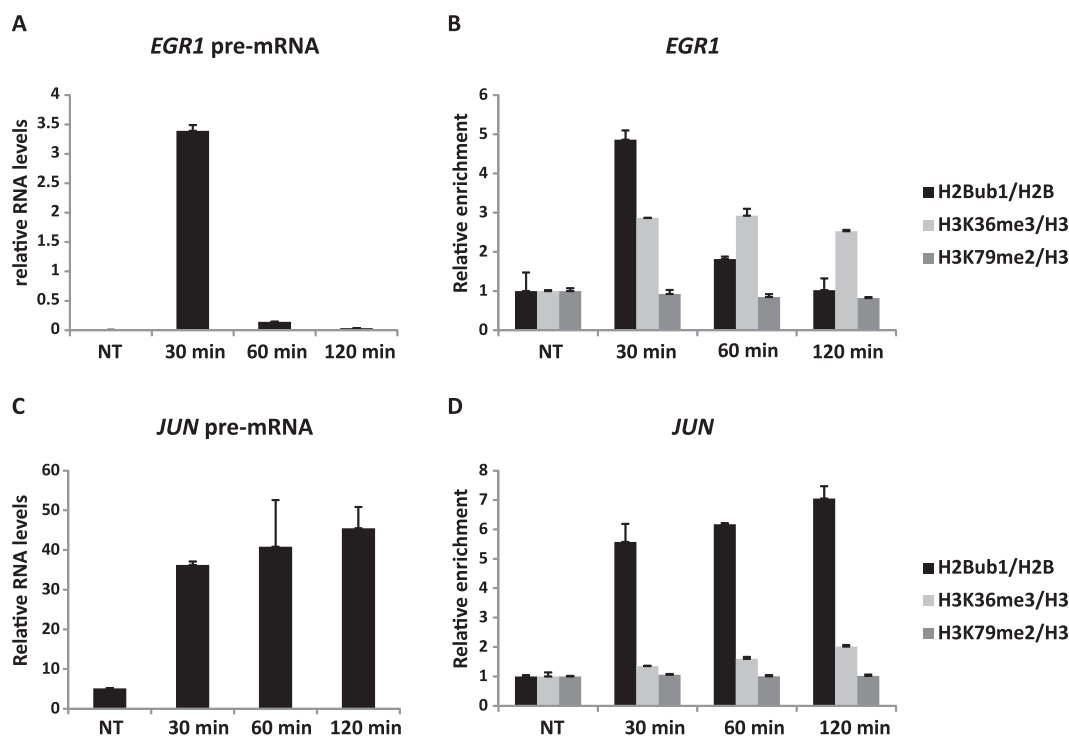 A
EGR1 pre-mRNA
relative RNA levels
4
3.5
3
2.5
2
1.5
1
0.5
0
NT 30 min 60 min 120 min
B
EGR1
Relative enrichment
6
5
4
3
2
1
0
NT 30 min 60 min 120 min
H2Bub1/H2B
H3K36me3/H3
H3K79me2/H3
C
JUN pre-mRNA
Relative RNA levels
60
50
40
30
20
10
0
NT 30 min 60 min 120 min
D
JUN
Relative enrichment
8
7
6
5
4
3
2
1
0
NT 30 min 60 min 120 min
H2Bub1/H2B
H3K36me3/H3
H3K79me2/H3